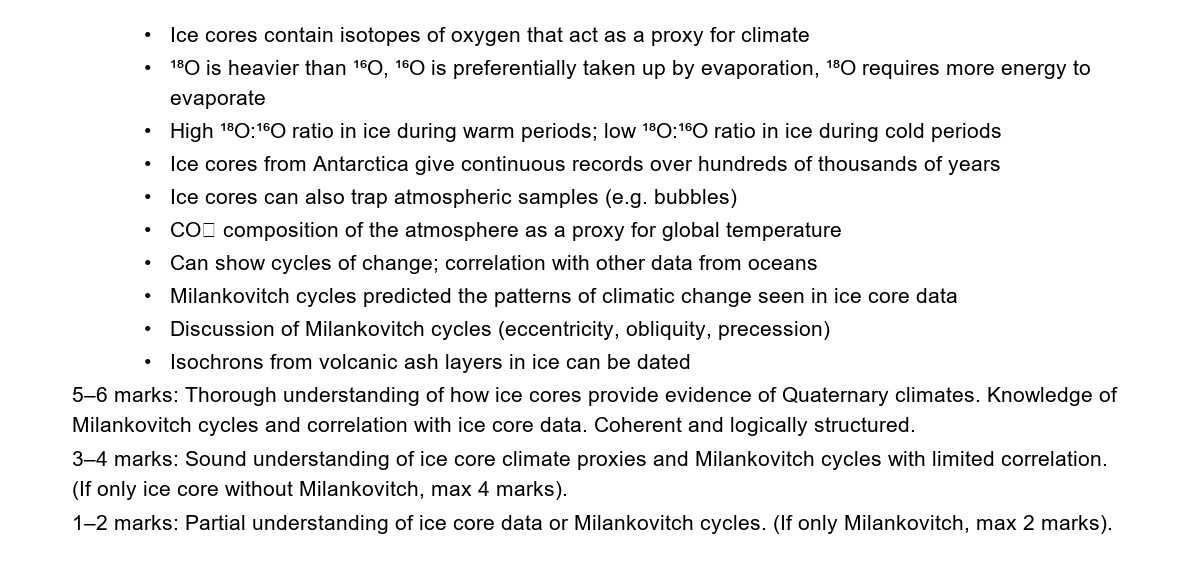 • Ice cores contain isotopes of oxygen that act as a proxy for climate
• ¹⁸O is heavier than ¹⁶O, ¹⁶O is preferentially taken up by evaporation, ¹⁸O requires more energy to
evaporate
• High ¹⁸O:¹⁶O ratio in ice during warm periods; low ¹⁸O:¹⁶O ratio in ice during cold periods
• Ice cores from Antarctica give continuous records over hundreds of thousands of years
• Ice cores can also trap atmospheric samples (e.g. bubbles)
• CO□ composition of the atmosphere as a proxy for global temperature
• Can show cycles of change; correlation with other data from oceans
• Milankovitch cycles predicted the patterns of climatic change seen in ice core data
• Discussion of Milankovitch cycles (eccentricity, obliquity, precession)
• Isochrons from volcanic ash layers in ice can be dated
5–6 marks: Thorough understanding of how ice cores provide evidence of Quaternary climates. Knowledge of
Milankovitch cycles and correlation with ice core data. Coherent and logically structured.
3–4 marks: Sound understanding of ice core climate proxies and Milankovitch cycles with limited correlation.
(If only ice core without Milankovitch, max 4 marks).
1–2 marks: Partial understanding of ice core data or Milankovitch cycles. (If only Milankovitch, max 2 marks).